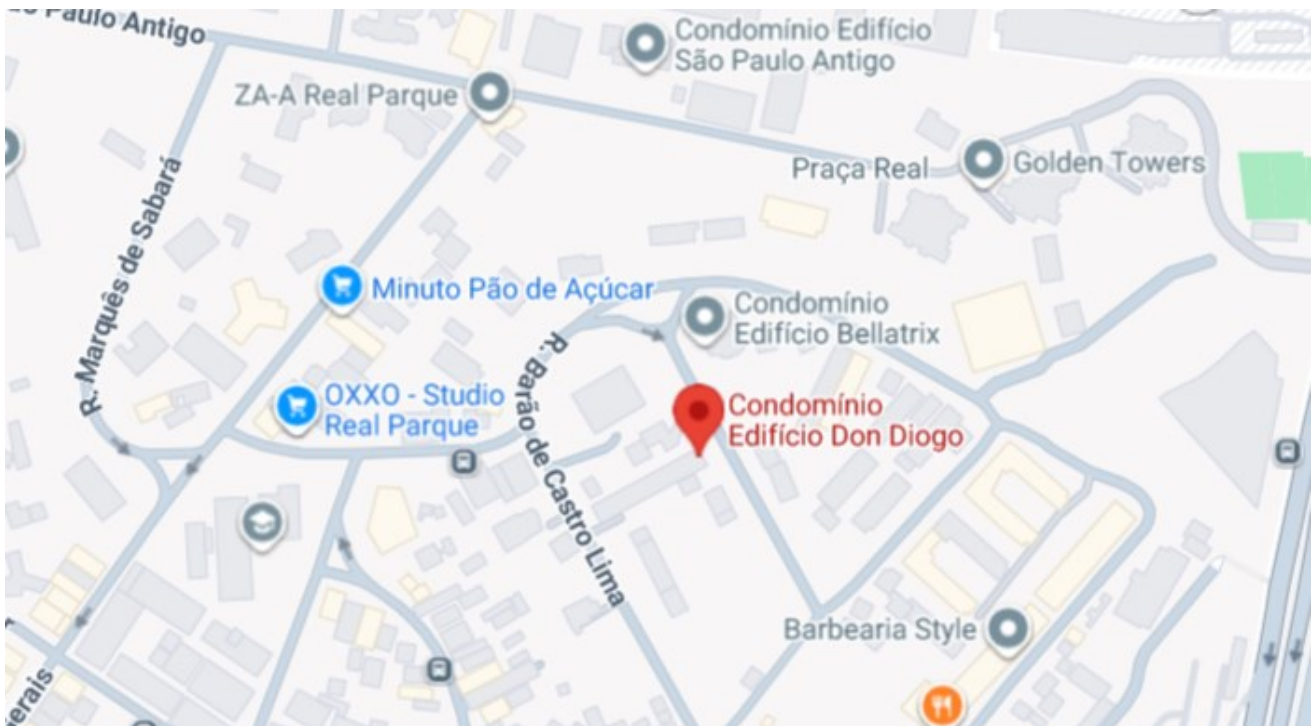 Paulo Antigo
Condomínio Edifício
São Paulo Antigo
ZA-A Real Parque
Praça Real
Golden Towers
R. Marquês de Sabará
Minuto Pão de Açúcar
Condomínio
Edifício Bellatrix
R. Barão de Castro Lima
OXXO - Studio
Real Parque
Condomínio
Edifício Don Diogo
Barbearia Style
erais